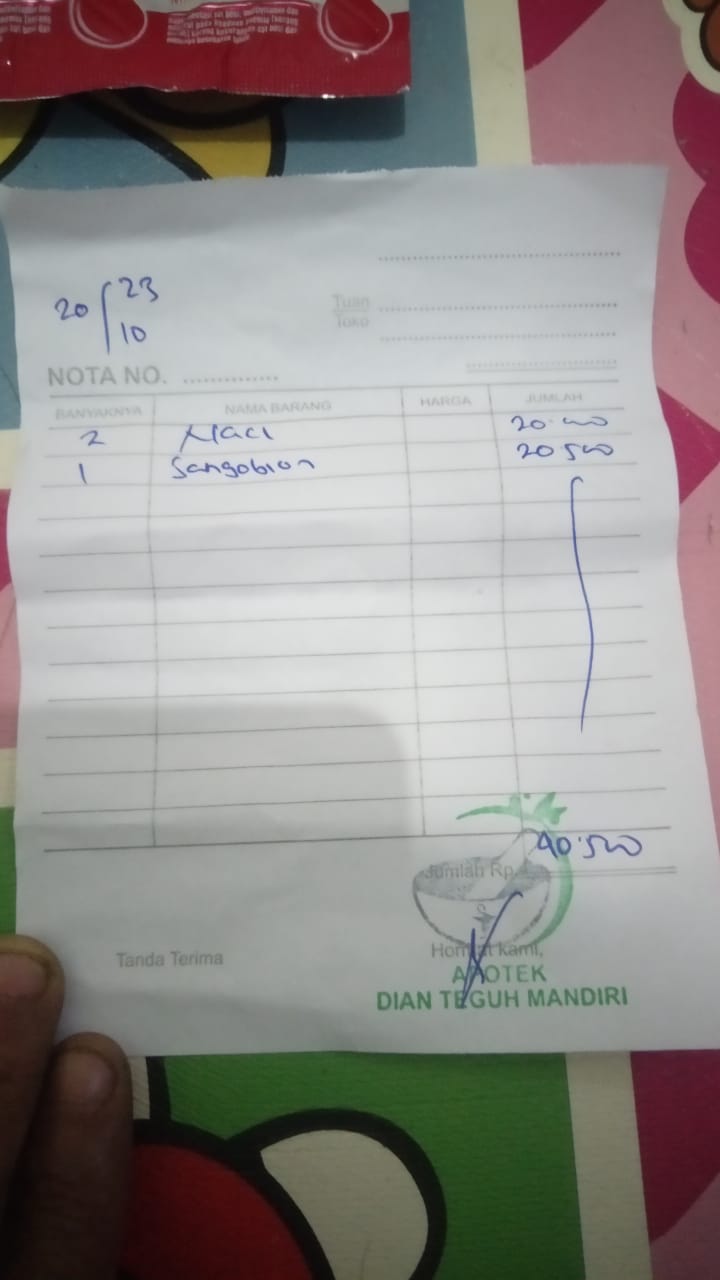 20/23
10
Tuan
Toko
NOTA NO. ..............
BANYAKNYA NAMA BARANG HARGA JUMLAH
2 NaCl 20.000
1 Sangobion 20 500
40.500
Jumlah Rp.
Tanda Terima Hormat kami,
APOTEK
DIAN TEGUH MANDIRI